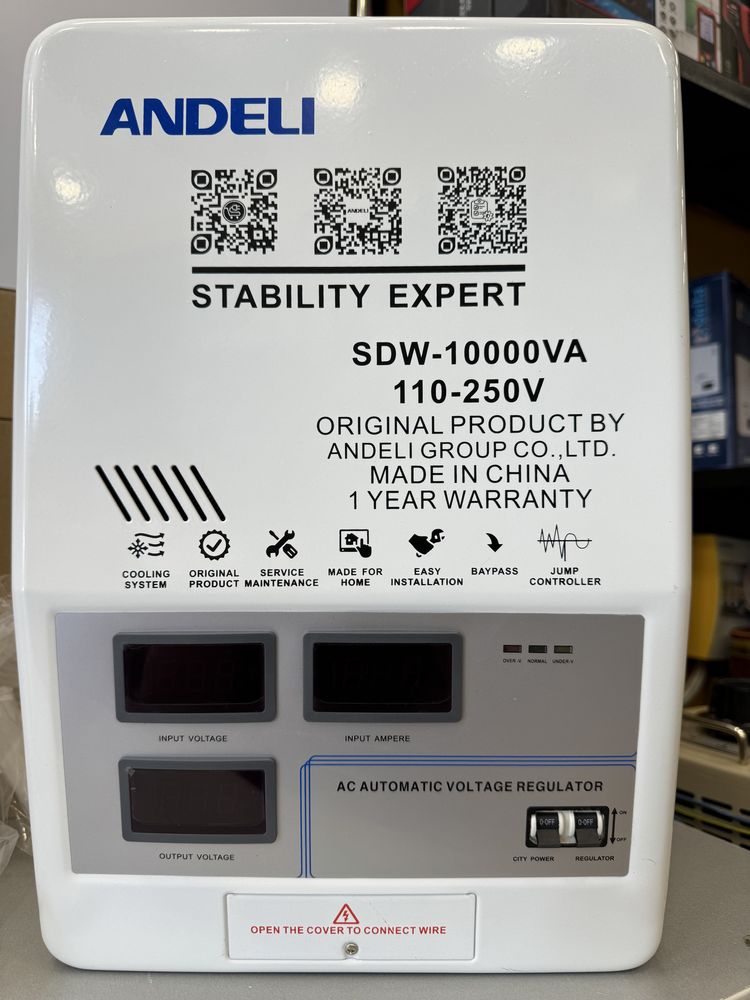 ANDELI
ANDELI
STABILITY EXPERT
SDW-10000VA
110-250V
ORIGINAL PRODUCT BY
ANDELI GROUP CO.,LTD.
MADE IN CHINA
1 YEAR WARRANTY
COOLING SYSTEM
ORIGINAL PRODUCT
SERVICE MAINTENANCE
MADE FOR HOME
EASY INSTALLATION
BAYPASS
JUMP CONTROLLER
OVER-V NORMAL UNDER-V
INPUT VOLTAGE
INPUT AMPERE
AC AUTOMATIC VOLTAGE REGULATOR
ON
O-OFF O-OFF
OFF
OUTPUT VOLTAGE
CITY POWER REGULATOR
OPEN THE COVER TO CONNECT WIRE